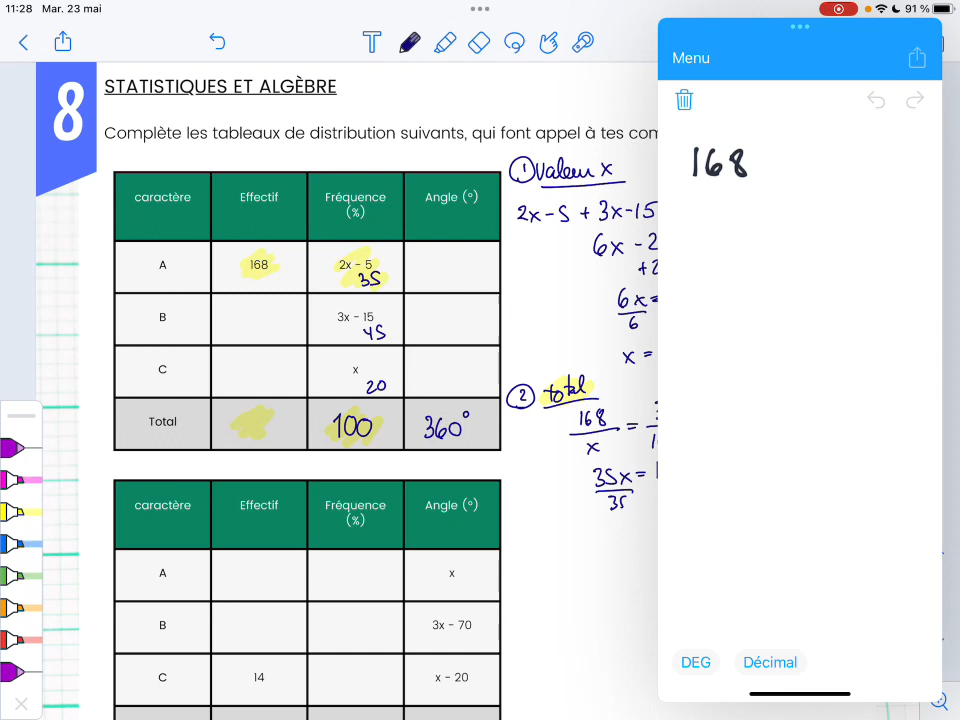 11:28 Mar. 23 mai
91 %
Menu
8
STATISTIQUES ET ALGÈBRE
Complète les tableaux de distribution suivants, qui font appel à tes com
168
① Valeur x
2x - 5 + 3x - 15
6x - 2
+ 2
6x =
6
x =
② total
168 = 3
x 1
35x = 1
35
caractère Effectif Fréquence (%) Angle (°)
A 168 2x - 5
35
B 3x - 15
45
C x
20
Total 100 360°
caractère Effectif Fréquence (%) Angle (°)
A x
B 3x - 70
C 14 x - 20
DEG Décimal